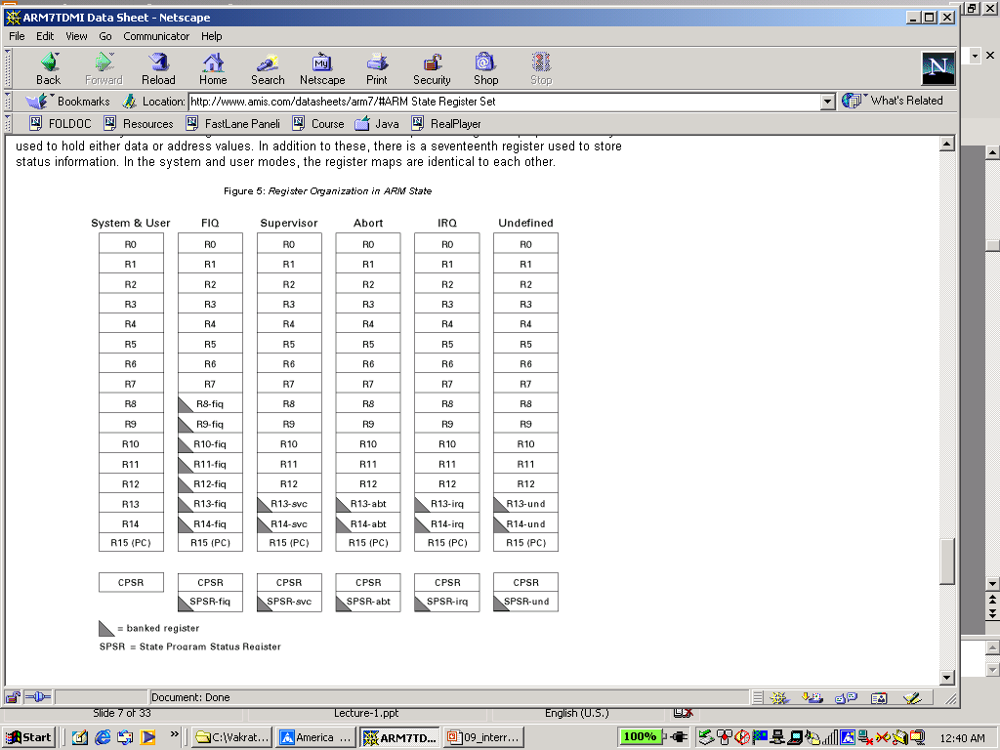 ARM7TDMI Data Sheet - Netscape
File Edit View Go Communicator Help
Back Forward Reload Home Search Netscape Print Security Shop Stop
Bookmarks Location: http://www.amis.com/datasheets/arm7/#ARM State Register Set What's Related
FOLDOC Resources FastLane Paneli Course Java RealPlayer
used to hold either data or address values. In addition to these, there is a seventeenth register used to store
status information. In the system and user modes, the register maps are identical to each other.
Figure 5: Register Organization in ARM State
System & User FIQ Supervisor Abort IRQ Undefined
R0 R0 R0 R0 R0 R0
R1 R1 R1 R1 R1 R1
R2 R2 R2 R2 R2 R2
R3 R3 R3 R3 R3 R3
R4 R4 R4 R4 R4 R4
R5 R5 R5 R5 R5 R5
R6 R6 R6 R6 R6 R6
R7 R7 R7 R7 R7 R7
R8 R8-fiq R8 R8 R8 R8
R9 R9-fiq R9 R9 R9 R9
R10 R10-fiq R10 R10 R10 R10
R11 R11-fiq R11 R11 R11 R11
R12 R12-fiq R12 R12 R12 R12
R13 R13-fiq R13-svc R13-abt R13-irq R13-und
R14 R14-fiq R14-svc R14-abt R14-irq R14-und
R15 (PC) R15 (PC) R15 (PC) R15 (PC) R15 (PC) R15 (PC)
CPSR CPSR CPSR CPSR CPSR CPSR
SPSR-fiq SPSR-svc SPSR-abt SPSR-irq SPSR-und
= banked register
SPSR = State Program Status Register
Document: Done
Slide 7 of 33 Lecture-1.ppt English (U.S.)
Start » C:\Vakrat... America ... ARM7TD... 09_interr... 100% 12:40 AM